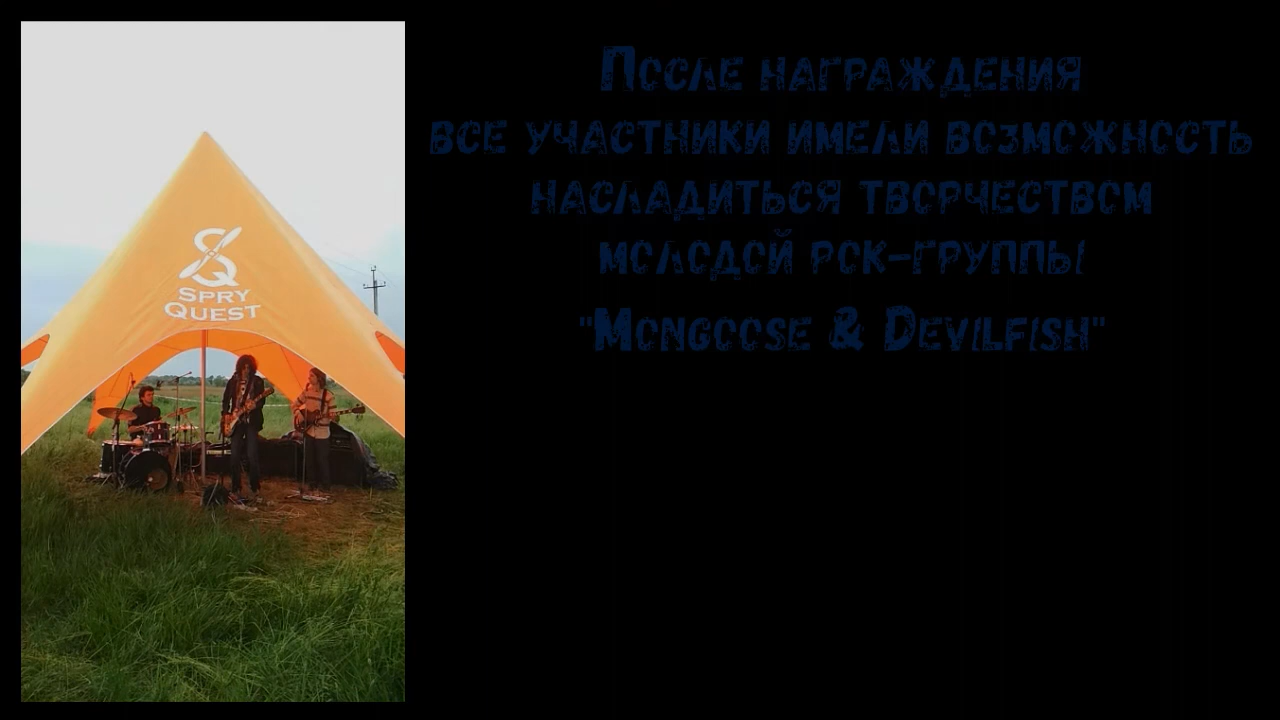 SPRY
QUEST
После награждения
все участники имели возможность
насладиться творчеством
молодой рок-группы
"Mongoose & Devilfish"